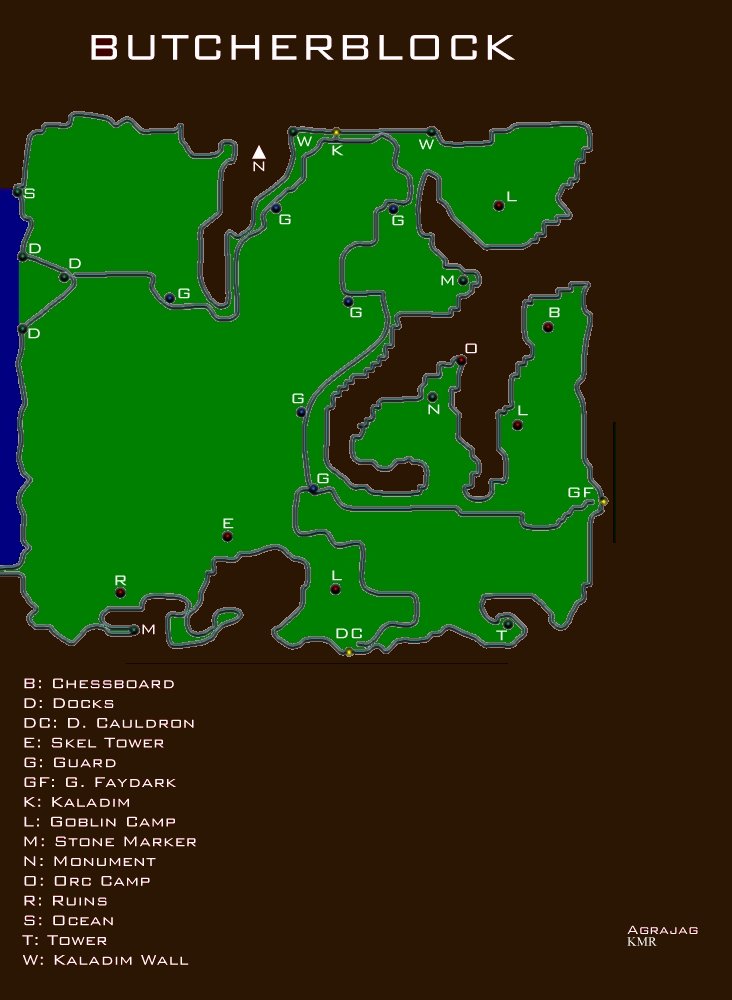 BUTCHERBLOCK
W K W
N
S L
G G
D
D M
G G
B
O
G N L
G GF
E
R L
M DC T
B: CHESSBOARD
D: DOCKS
DC: D. CAULDRON
E: SKEL TOWER
G: GUARD
GF: G. FAYDARK
K: KALADIM
L: GOBLIN CAMP
M: STONE MARKER
N: MONUMENT
O: ORC CAMP
R: RUINS
S: OCEAN
T: TOWER
W: KALADIM WALL
D
AGRAJAG
KMR